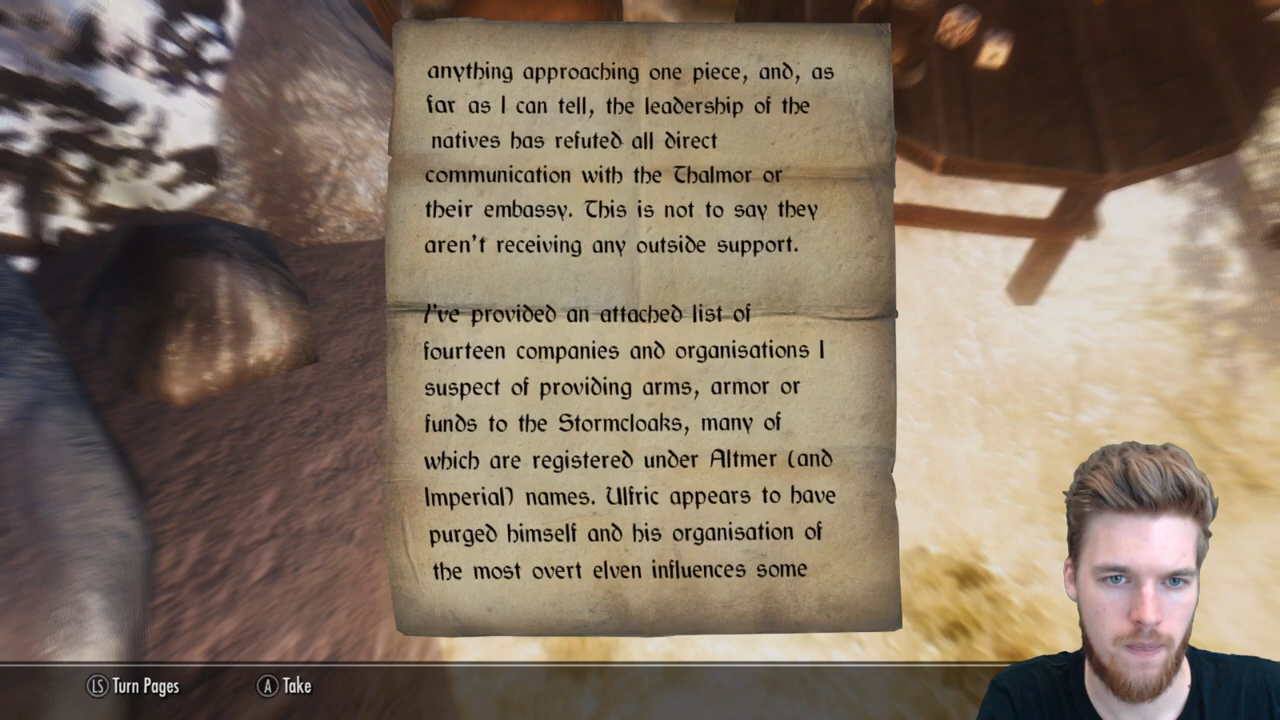 anything approaching one piece, and, as
far as I can tell, the leadership of the
natives has refuted all direct
communication with the Thalmor or
their embassy. This is not to say they
aren't receiving any outside support.
I've provided an attached list of
fourteen companies and organisations I
suspect of providing arms, armor or
funds to the Stormcloaks, many of
which are registered under Altmer (and
Imperial) names. Ulfric appears to have
purged himself and his organisation of
the most overt elven influences some
LS Turn Pages
A Take